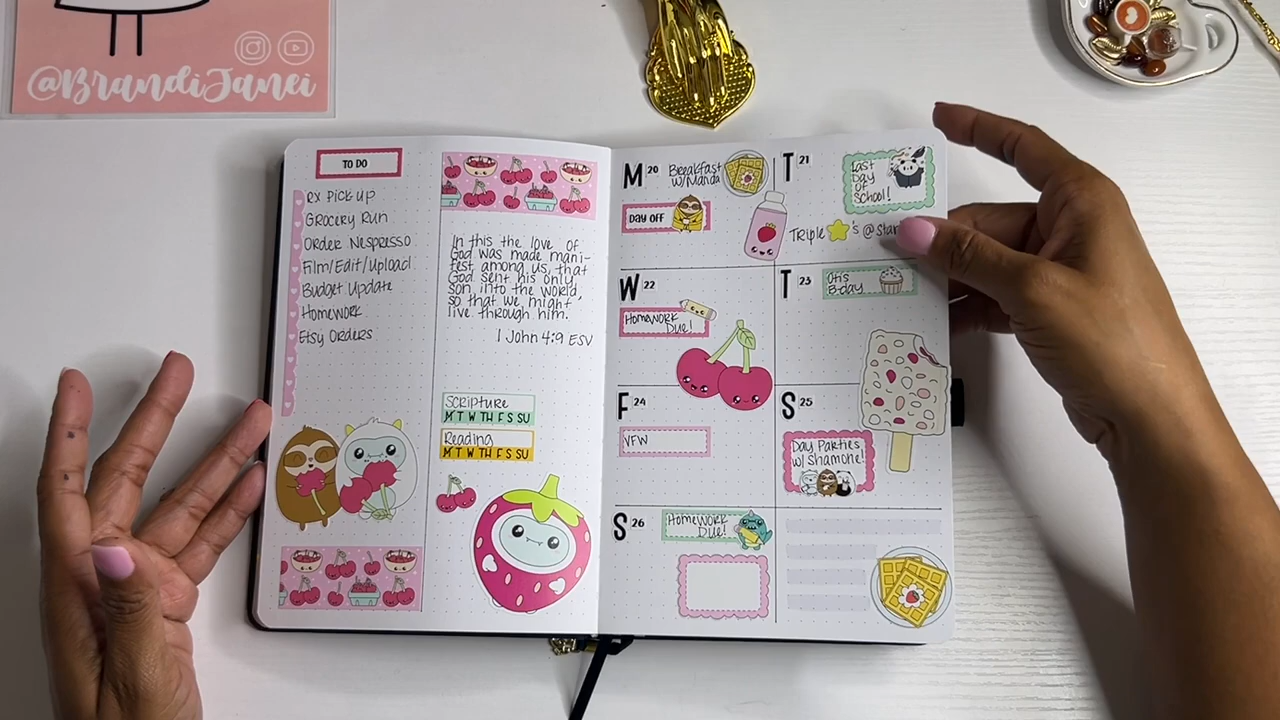 @BrandiJanei
TO DO
RX Pick up
Grocery Run
Order Nespresso
Film/Edit/Upload
Budget Update
Homework
Etsy Orders
In this the love of
God was made mani-
fest among us, that
God sent his only
son into the world,
so that we might
live through him.
1 John 4:9 ESV
Scripture
M T W TH F S SU
Reading
M T W TH F S SU
M 20
Breakfast
w/Manda
DAY OFF
T 21
Last
Day
of
School!
Triple 's @ Star
W 22
Homework
Due!
T 23
Otis
B-day
F 24
VFW
S 25
Day Parties
w/ Shamone!
S 26
Homework
Due!